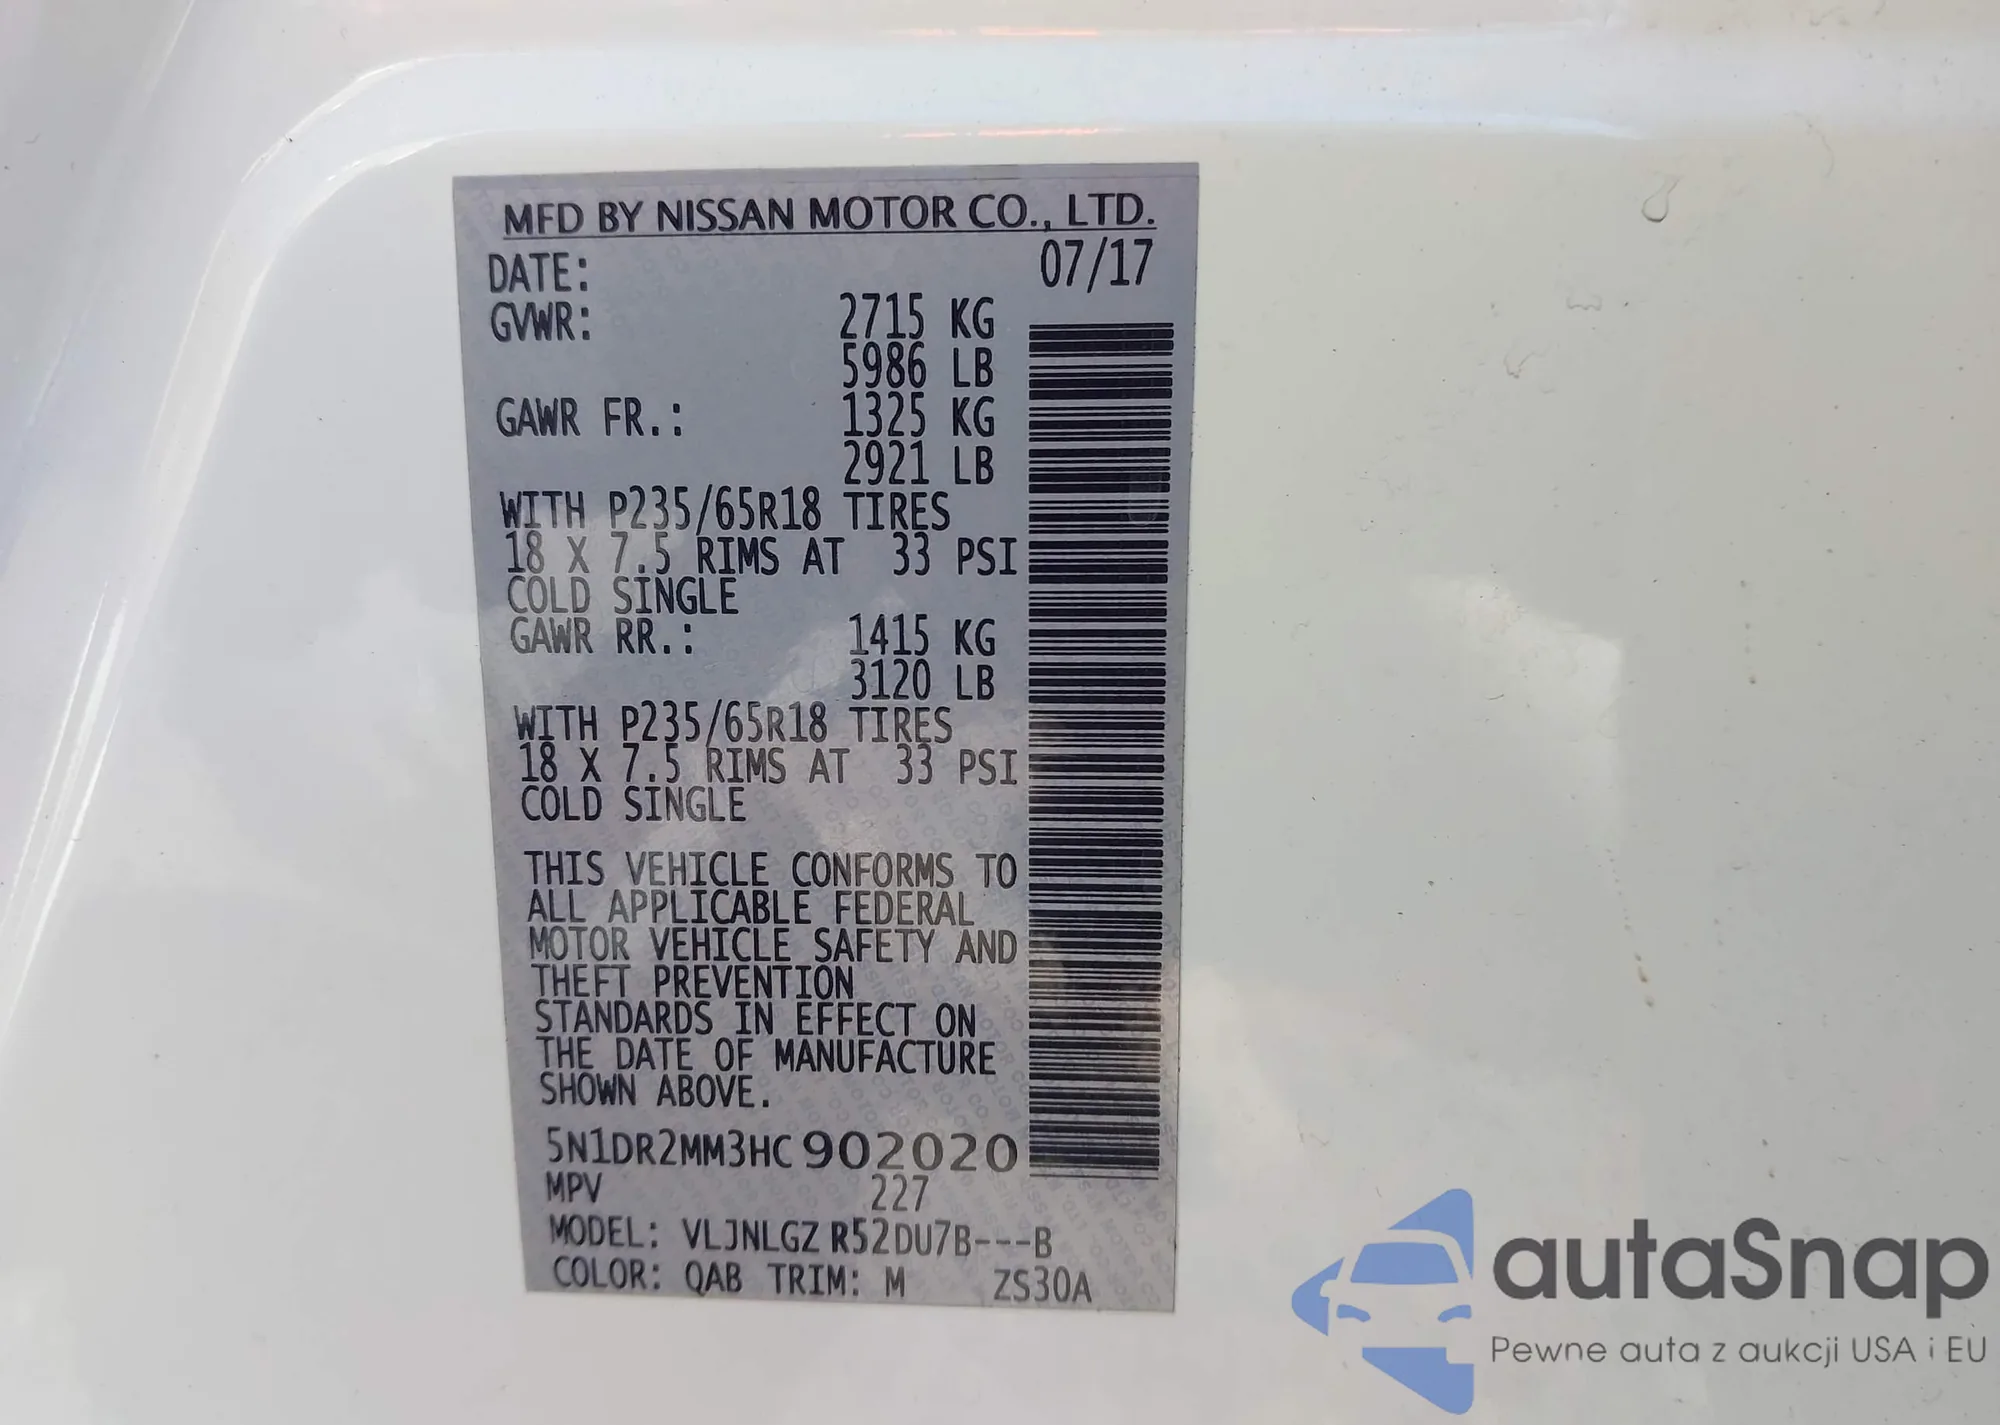 MFD BY NISSAN MOTOR CO., LTD.
DATE: 07/17
GVWR: 2715 KG
5986 LB
GAWR FR.: 1325 KG
2921 LB
WITH P235/65R18 TIRES
18 X 7.5 RIMS AT 33 PSI
COLD SINGLE
GAWR RR.: 1415 KG
3120 LB
WITH P235/65R18 TIRES
18 X 7.5 RIMS AT 33 PSI
COLD SINGLE
THIS VEHICLE CONFORMS TO
ALL APPLICABLE FEDERAL
MOTOR VEHICLE SAFETY AND
THEFT PREVENTION
STANDARDS IN EFFECT ON
THE DATE OF MANUFACTURE
SHOWN ABOVE.
5N1DR2MM3HC902020
MPV 227
MODEL: VLJNLGZ R52DU7B---B
COLOR: QAB TRIM: M ZS30A
autaSnap
Pewne auta z aukcji USA i EU